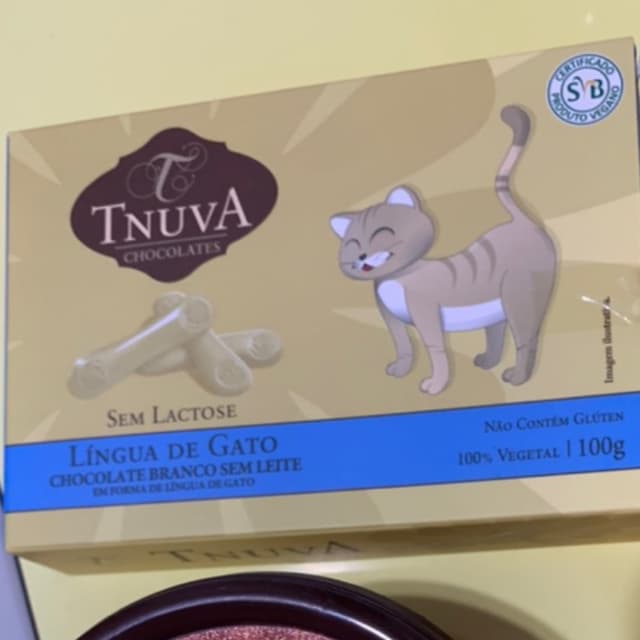 CERTIFICADO
SVB
PRODUTO VEGANO
T
TNUVA
CHOCOLATES
Imagem ilustrativa.
SEM LACTOSE
LÍNGUA DE GATO
CHOCOLATE BRANCO SEM LEITE
EM FORMA DE LÍNGUA DE GATO
NÃO CONTÉM GLÚTEN
100% VEGETAL | 100g
TNUVA